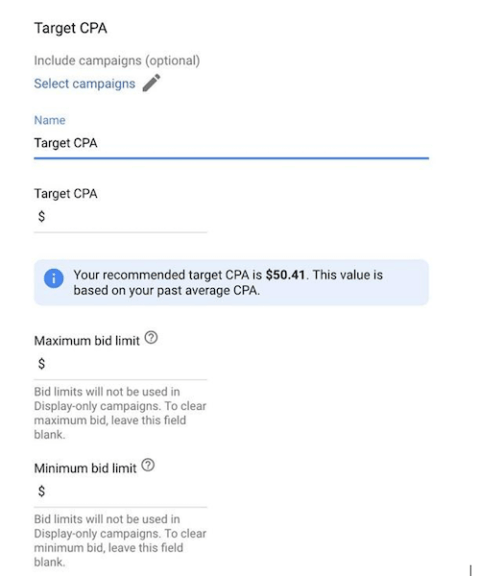 Target CPA
Include campaigns (optional)
Select campaigns
Name
Target CPA
Target CPA
$
Your recommended target CPA is $50.41. This value is
based on your past average CPA.
Maximum bid limit
$
Bid limits will not be used in
Display-only campaigns. To clear
maximum bid, leave this field
blank.
Minimum bid limit
$
Bid limits will not be used in
Display-only campaigns. To clear
minimum bid, leave this field
blank.